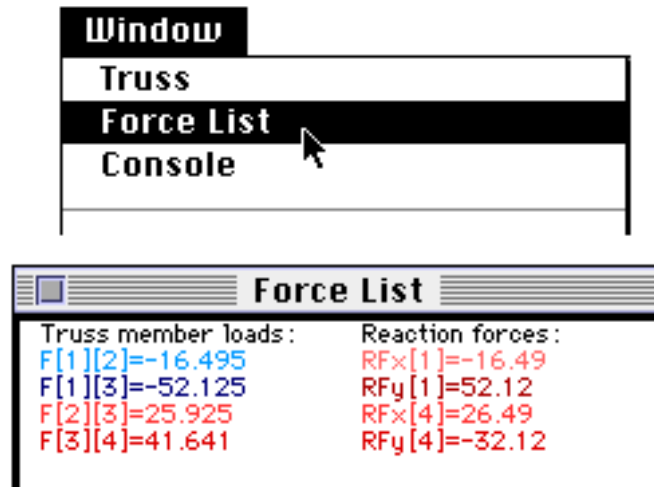 Window
Truss
Force List
Console
Force List
Truss member loads: Reaction forces:
F[1][2]=-16.495 RFx[1]=-16.49
F[1][3]=-52.125 RFy[1]=52.12
F[2][3]=25.925 RFx[4]=26.49
F[3][4]=41.641 RFy[4]=-32.12